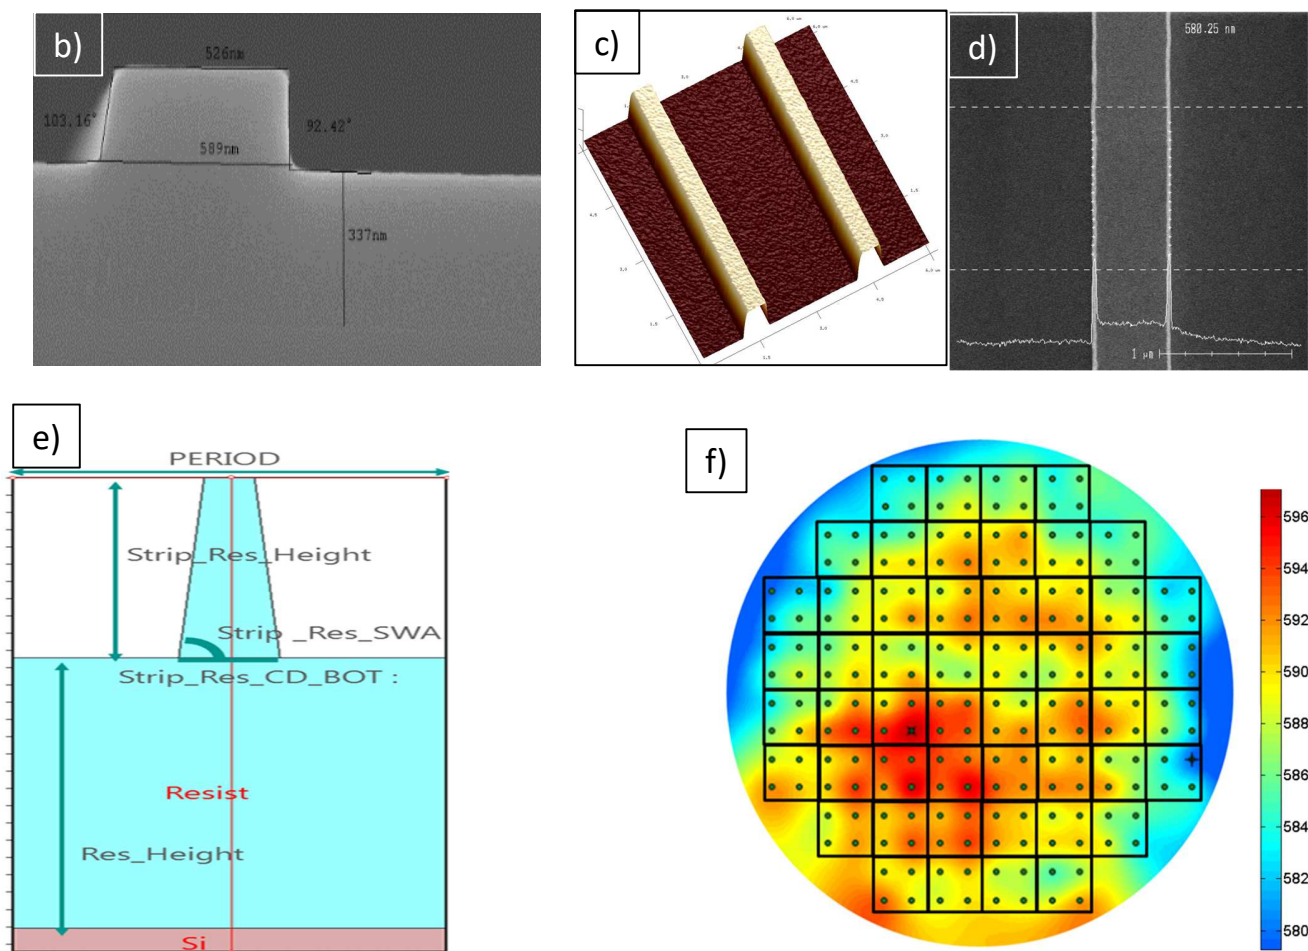 b)
526nm
103.16°
92.42°
589nm
337nm
c)
d)
580.25 nm
1 μm
e)
PERIOD
Strip_Res_Height
Strip _Res_SWA
Strip_Res_CD_BOT :
Resist
Res_Height
Si
f)
596
594
592
590
588
586
584
582
580